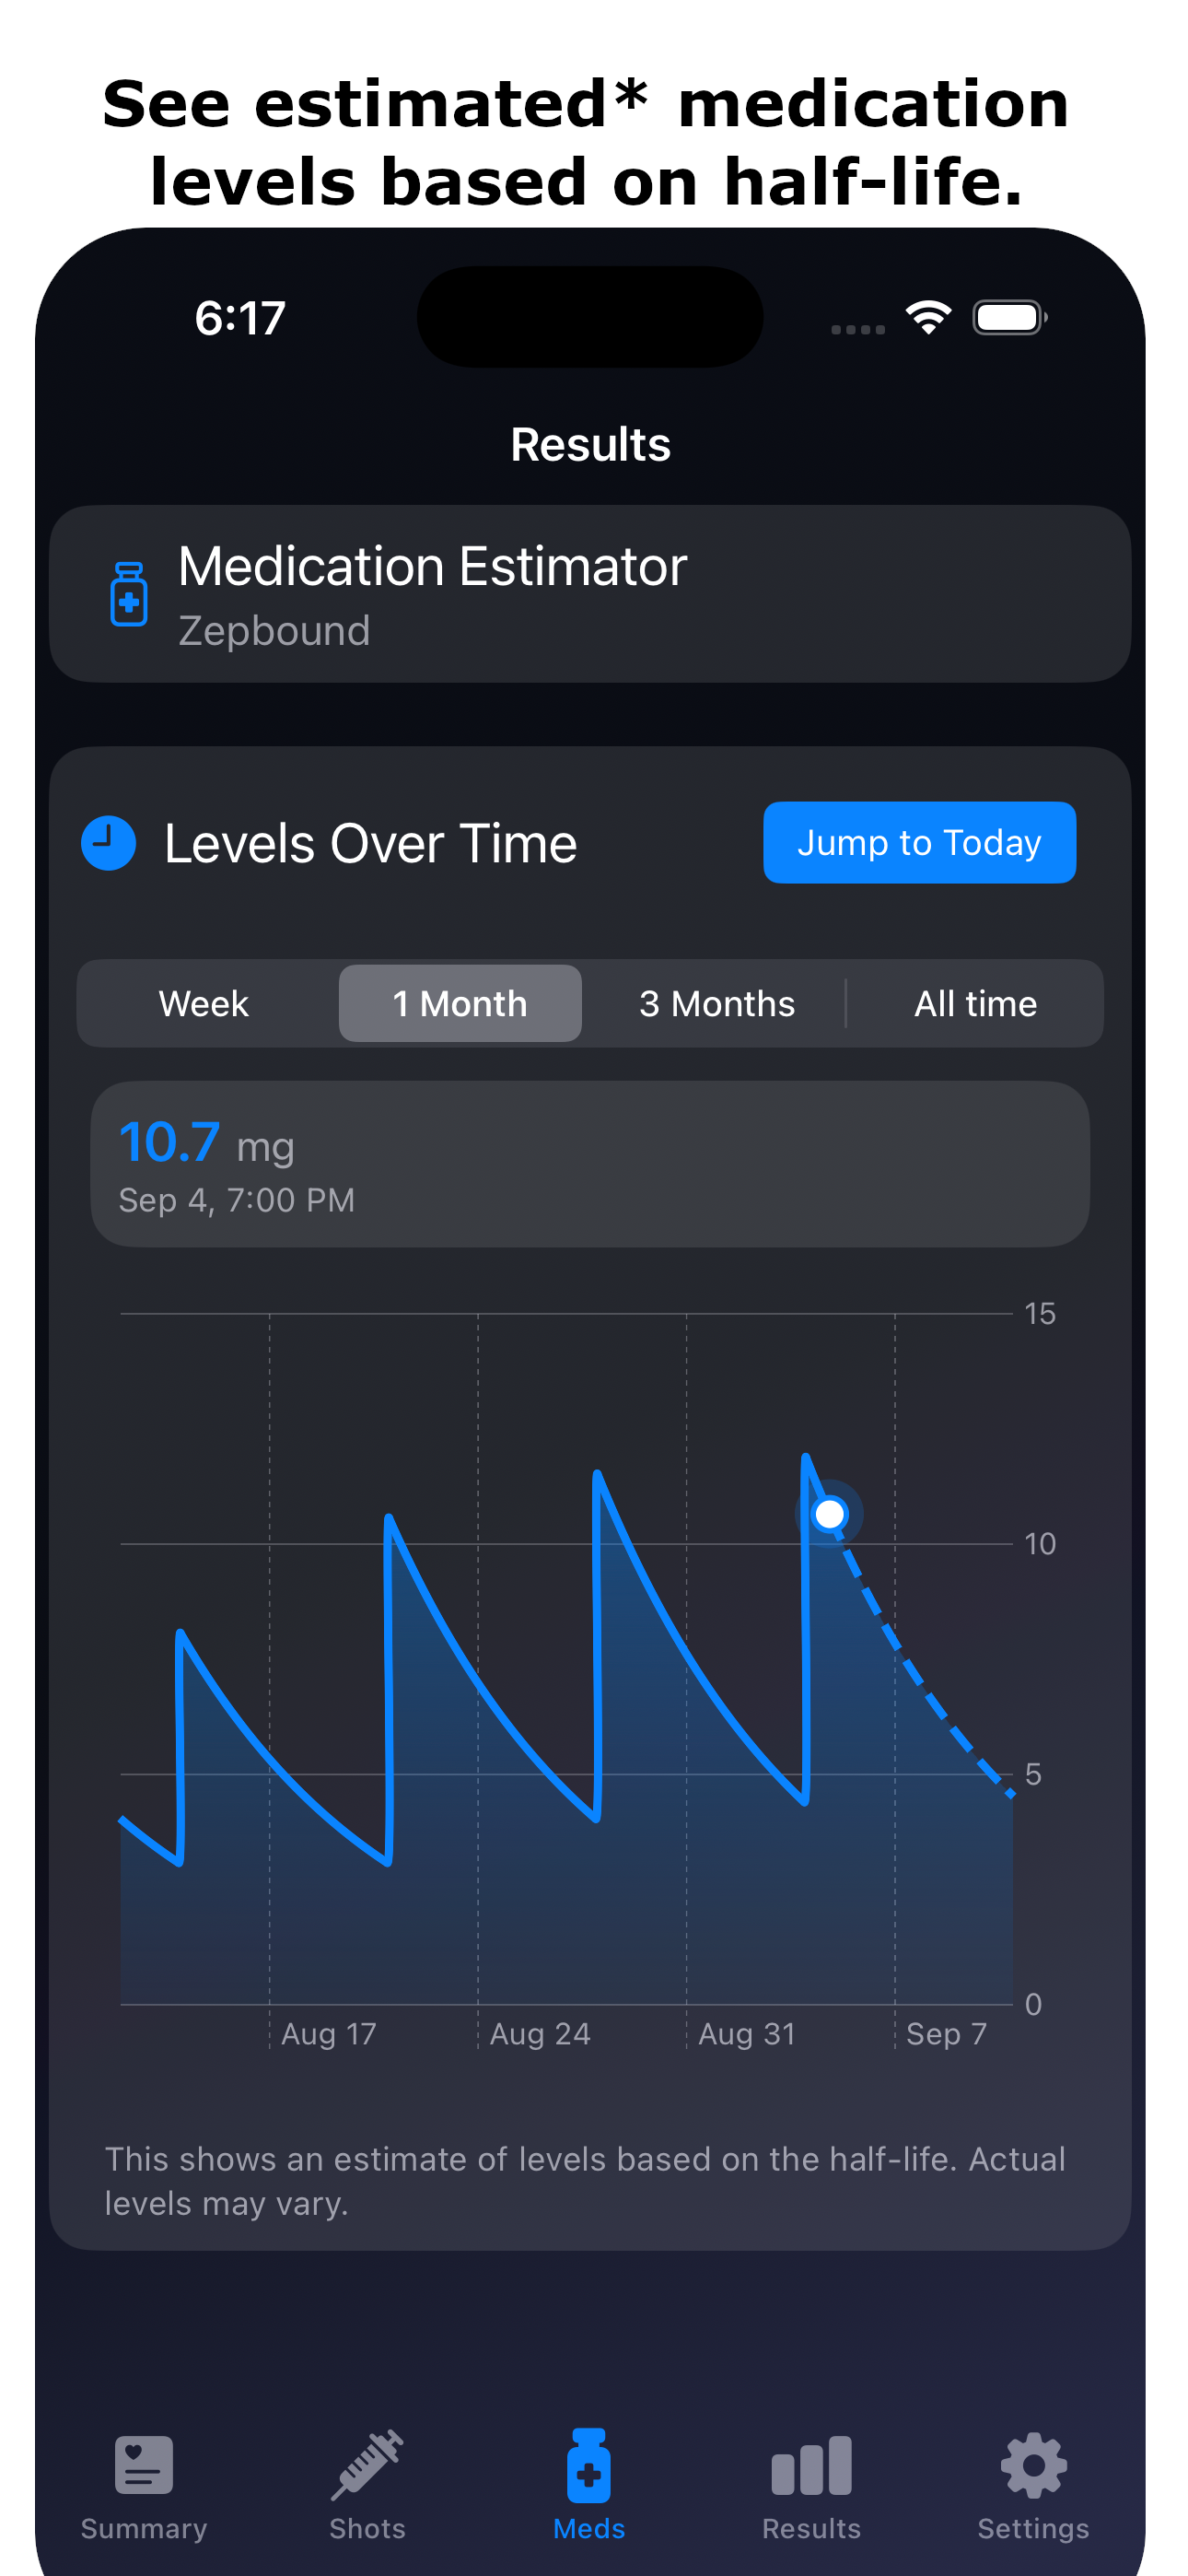 See estimated* medication
levels based on half-life.
6:17
Results
Medication Estimator
Zepbound
Levels Over Time
Jump to Today
Week
1 Month
3 Months
All time
10.7 mg
Sep 4, 7:00 PM
15
10
5
0
Aug 17
Aug 24
Aug 31
Sep 7
This shows an estimate of levels based on the half-life. Actual
levels may vary.
Summary
Shots
Meds
Results
Settings